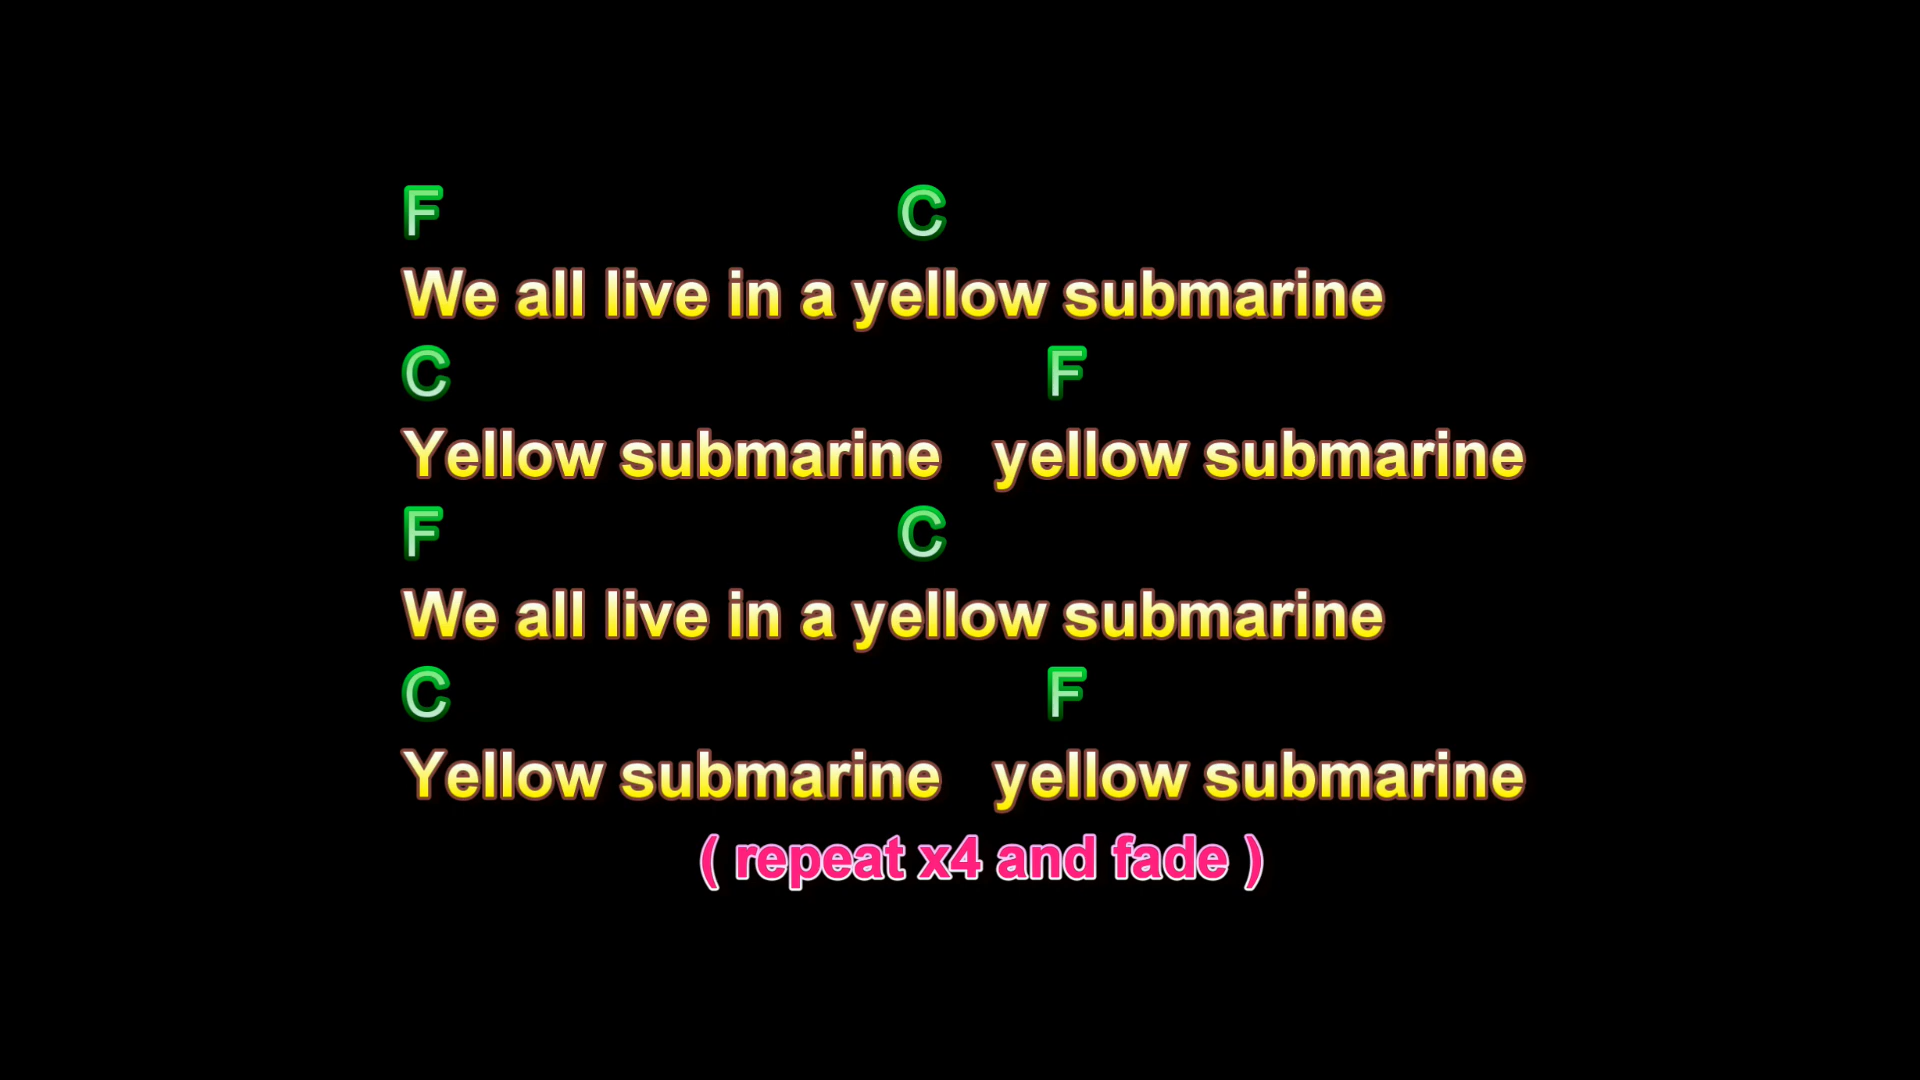 F C
We all live in a yellow submarine
C F
Yellow submarine yellow submarine
F C
We all live in a yellow submarine
C F
Yellow submarine yellow submarine
( repeat x4 and fade )